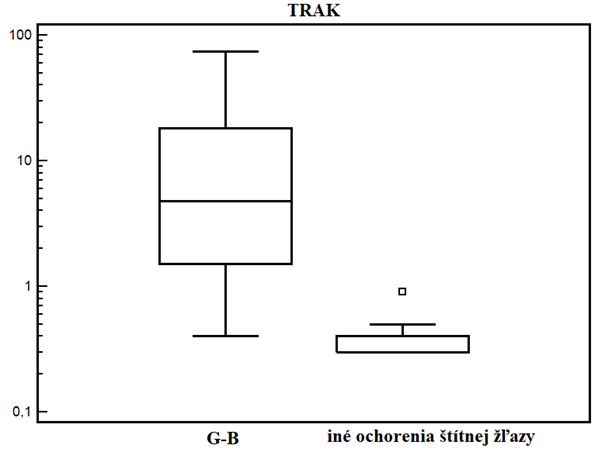 TRAK
100
10
1
0,1
G-B
iné ochorenia štítnej žľazy